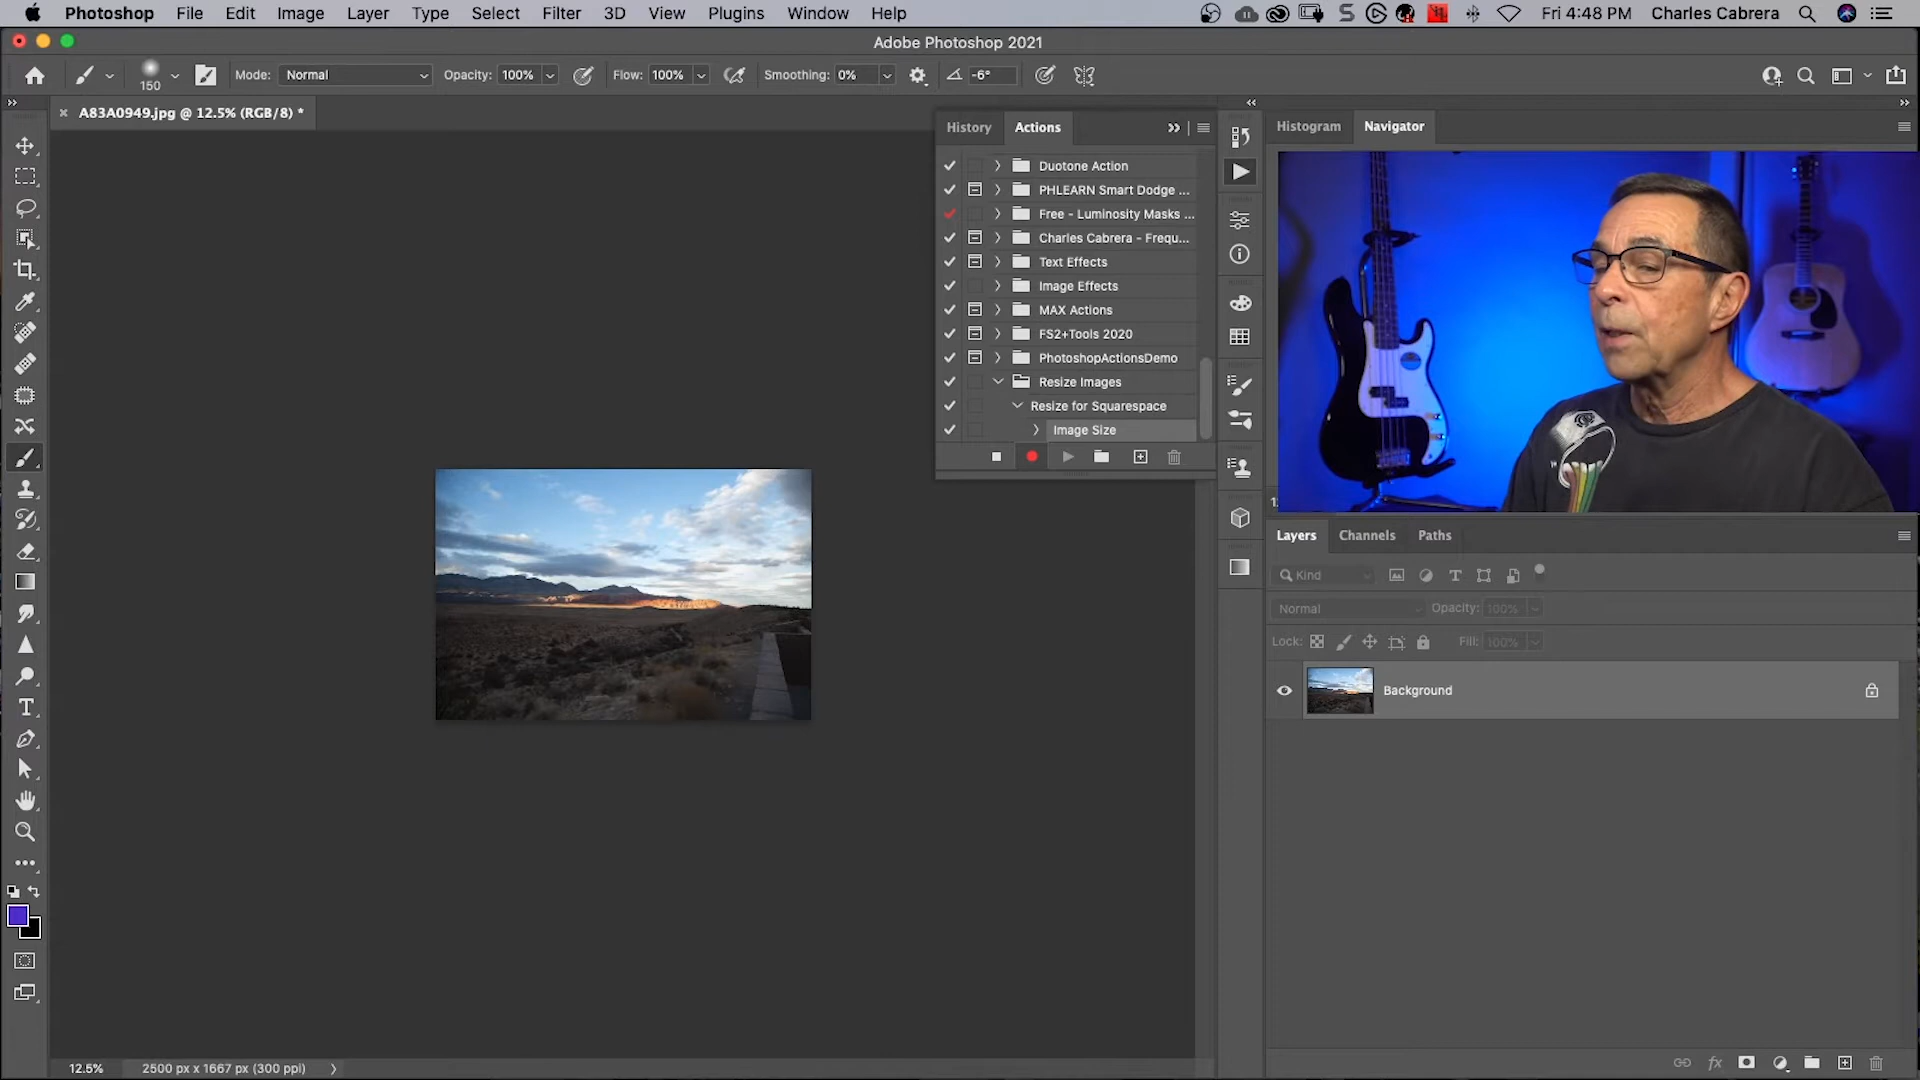 Photoshop File Edit Image Layer Type Select Filter 3D View Plugins Window Help Fri 4:48 PM Charles Cabrera
Adobe Photoshop 2021
150 Mode: Normal Opacity: 100% Flow: 100% Smoothing: 0% -6°
A83A0949.jpg @ 12.5% (RGB/8) *
History Actions
Duotone Action
PHLEARN Smart Dodge ...
Free - Luminosity Masks ...
Charles Cabrera - Frequ...
Text Effects
Image Effects
MAX Actions
FS2+Tools 2020
PhotoshopActionsDemo
Resize Images
Resize for Squarespace
Image Size
Histogram Navigator
Layers Channels Paths
Kind
Normal Opacity: 100%
Lock: Fill: 100%
Background
12.5% 2500 px x 1667 px (300 ppi)